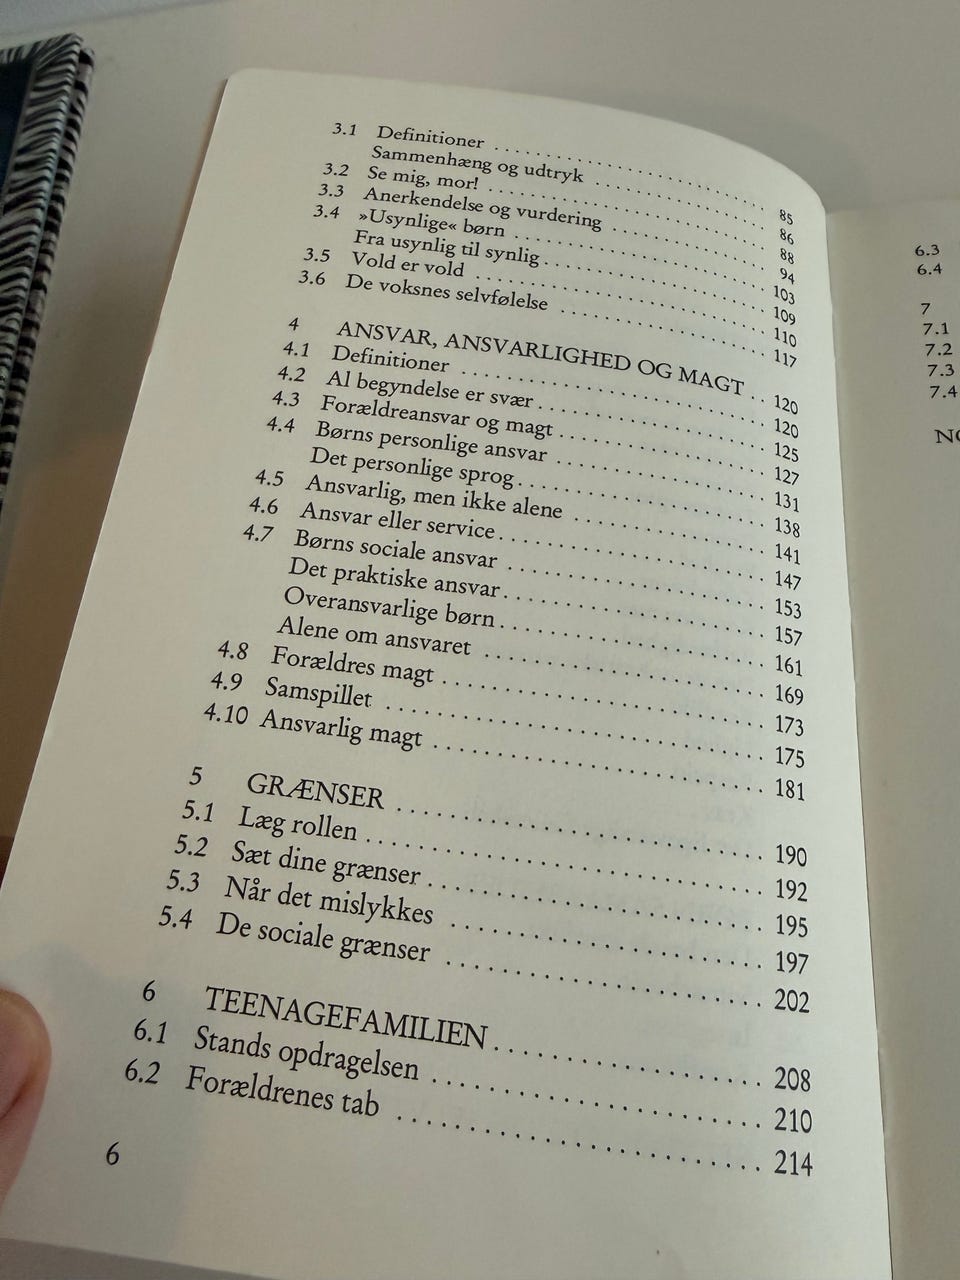 3.1 Definitioner . . . . . . . . . . . . . . . . . . . . . . 85
Sammenhæng og udtryk . . . . . . . . . . . . . . 86
3.2 Se mig, mor! . . . . . . . . . . . . . . . . . . . . . . 88
3.3 Anerkendelse og vurdering . . . . . . . . . . . . 94
3.4 »Usynlige« børn . . . . . . . . . . . . . . . . . . . . 103
Fra usynlig til synlig . . . . . . . . . . . . . . . . . . 109
3.5 Vold er vold . . . . . . . . . . . . . . . . . . . . . . . 110
3.6 De voksnes selvfølelse . . . . . . . . . . . . . . . . 117
4 ANSVAR, ANSVARLIGHED OG MAGT . . 120
4.1 Definitioner . . . . . . . . . . . . . . . . . . . . . . . 120
4.2 Al begyndelse er svær . . . . . . . . . . . . . . . . 125
4.3 Forældreansvar og magt . . . . . . . . . . . . . . 127
4.4 Børns personlige ansvar . . . . . . . . . . . . . . . 131
Det personlige sprog . . . . . . . . . . . . . . . . . . 138
4.5 Ansvarlig, men ikke alene . . . . . . . . . . . . . 141
4.6 Ansvar eller service . . . . . . . . . . . . . . . . . . 147
4.7 Børns sociale ansvar . . . . . . . . . . . . . . . . . 153
Det praktiske ansvar . . . . . . . . . . . . . . . . . . 157
Overansvarlige børn . . . . . . . . . . . . . . . . . . 161
Alene om ansvaret . . . . . . . . . . . . . . . . . . . 169
4.8 Forældres magt . . . . . . . . . . . . . . . . . . . . . 173
4.9 Samspillet . . . . . . . . . . . . . . . . . . . . . . . . . 175
4.10 Ansvarlig magt . . . . . . . . . . . . . . . . . . . . . 181
5 GRÆNSER . . . . . . . . . . . . . . . . . . . . . . . . 190
5.1 Læg rollen . . . . . . . . . . . . . . . . . . . . . . . . . 192
5.2 Sæt dine grænser . . . . . . . . . . . . . . . . . . . . 195
5.3 Når det mislykkes . . . . . . . . . . . . . . . . . . . 197
5.4 De sociale grænser . . . . . . . . . . . . . . . . . . . 202
6 TEENAGEFAMILIEN . . . . . . . . . . . . . . . . 208
6.1 Stands opdragelsen . . . . . . . . . . . . . . . . . . . 210
6.2 Forældrenes tab . . . . . . . . . . . . . . . . . . . . . 214
6
6.3
6.4
7
7.1
7.2
7.3
7.4